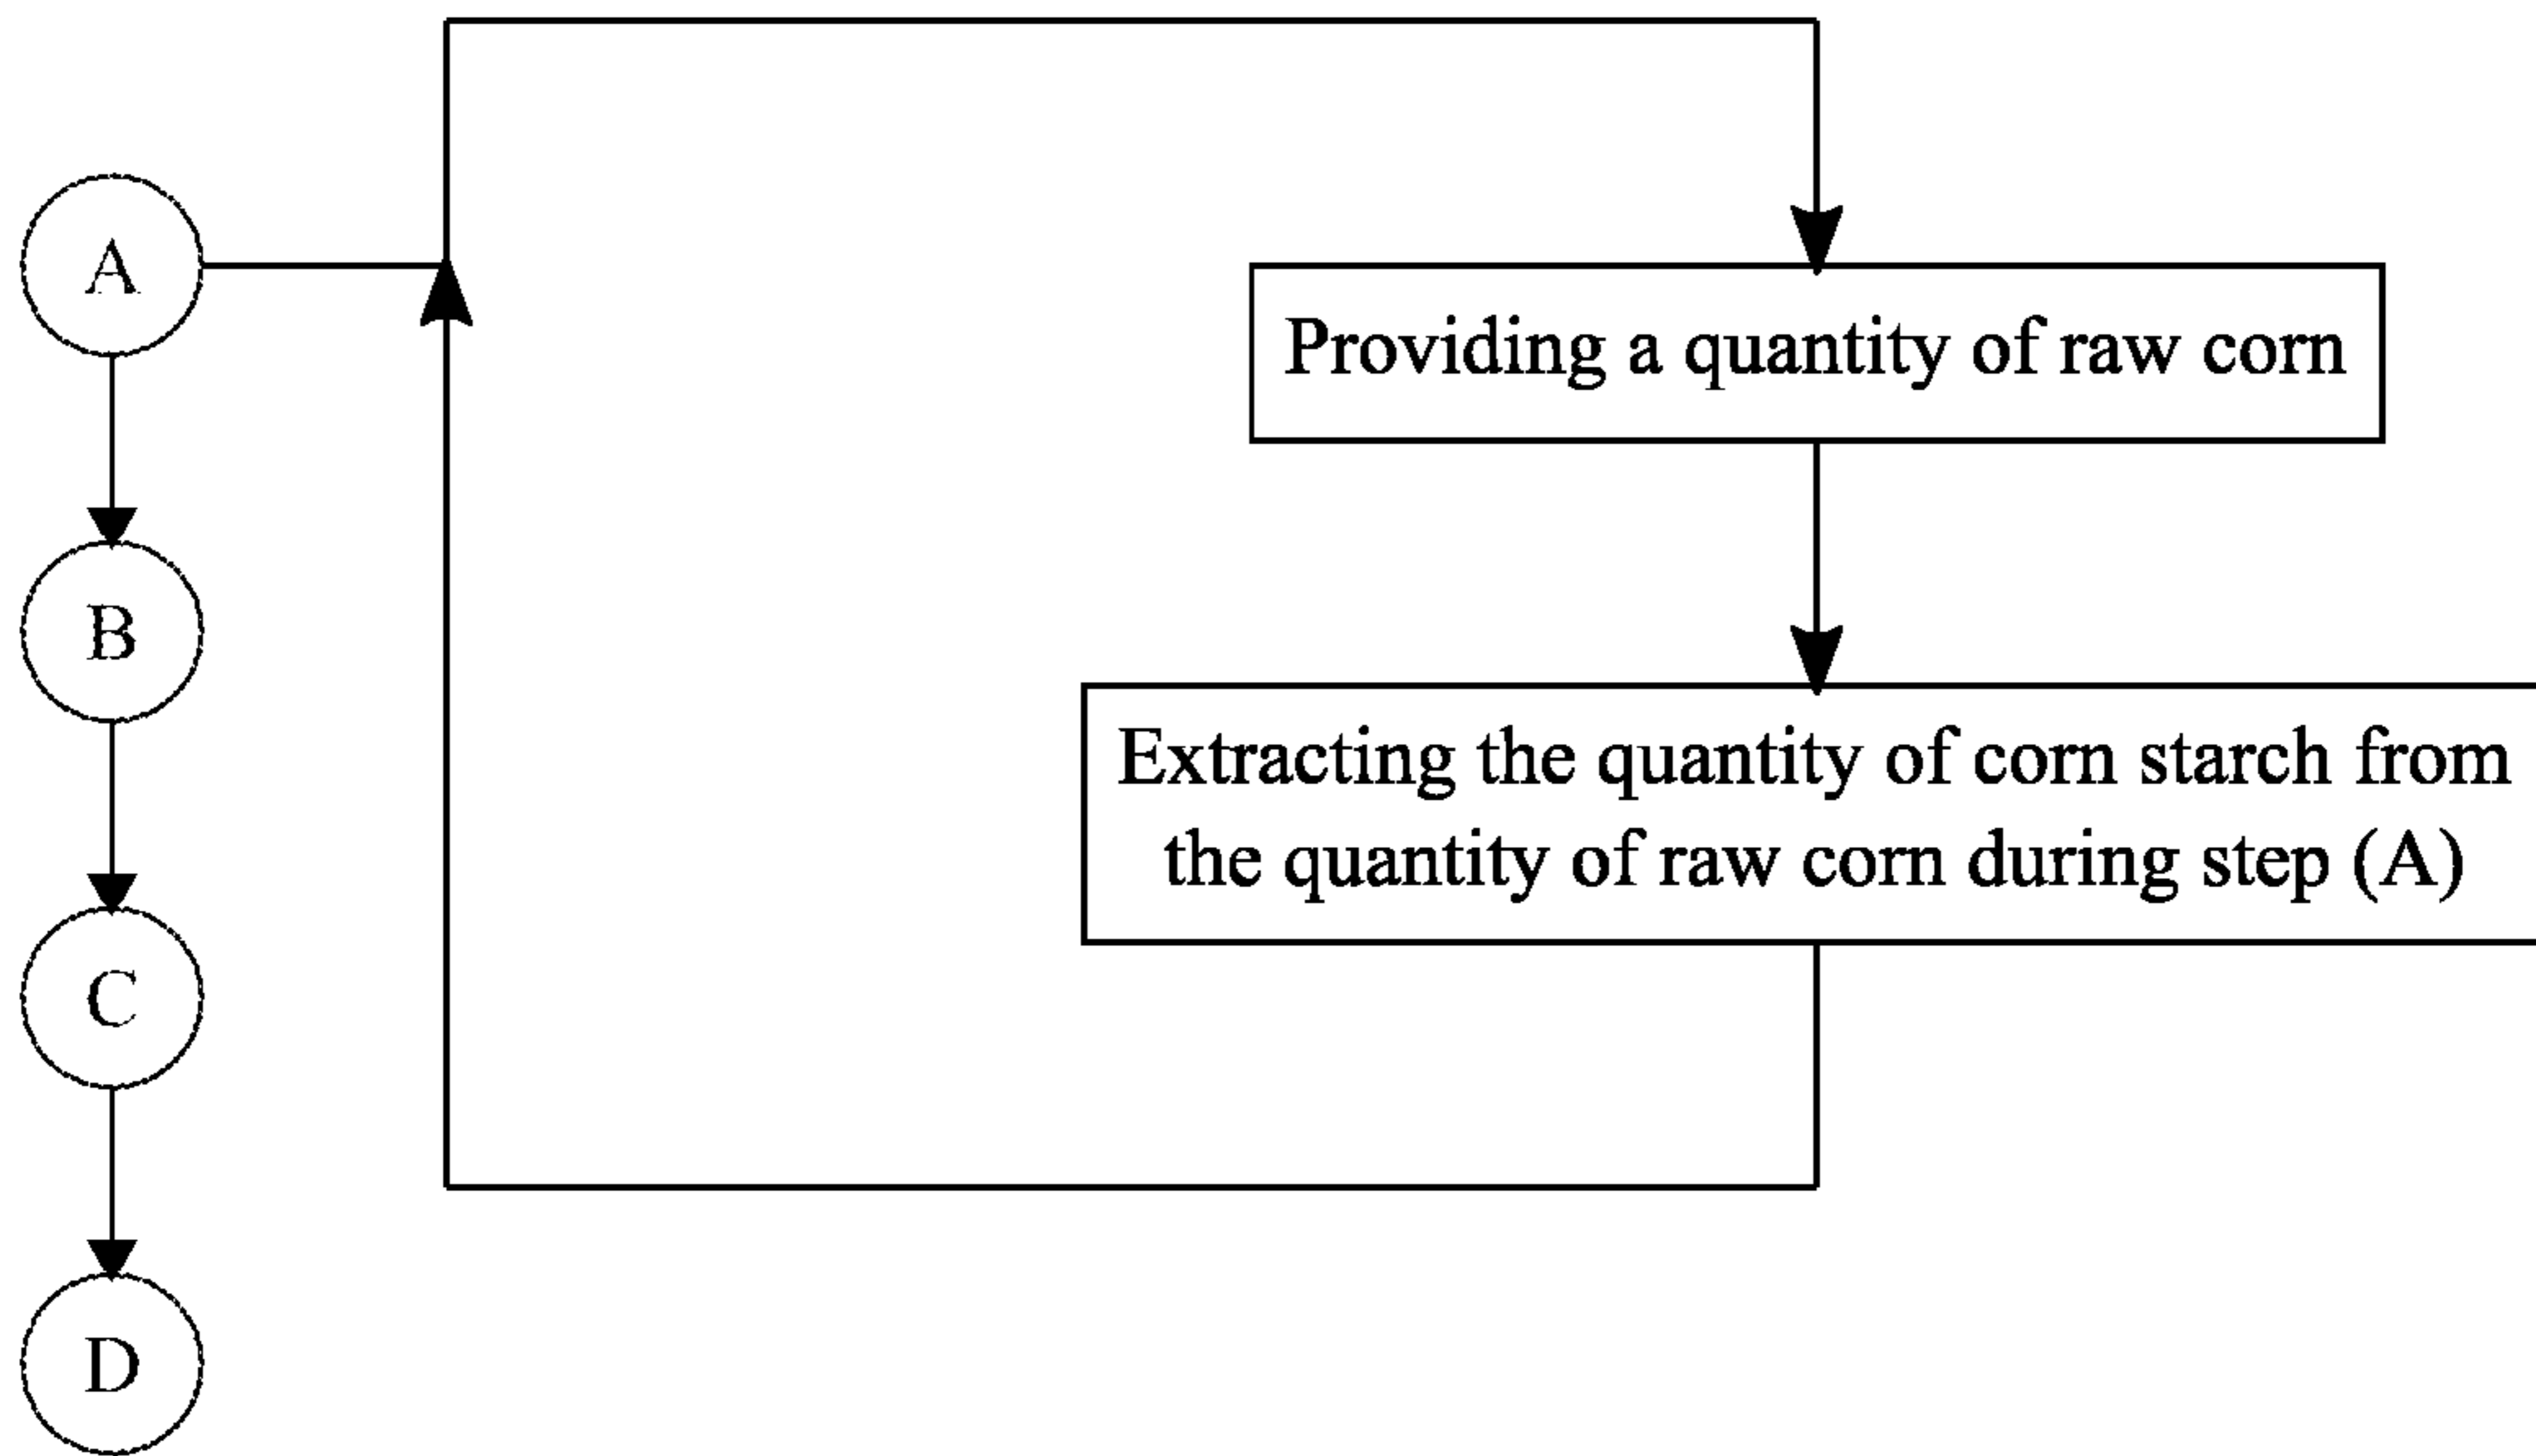 A
B
C
D
Providing a quantity of raw corn
Extracting the quantity of corn starch from
the quantity of raw corn during step (A)